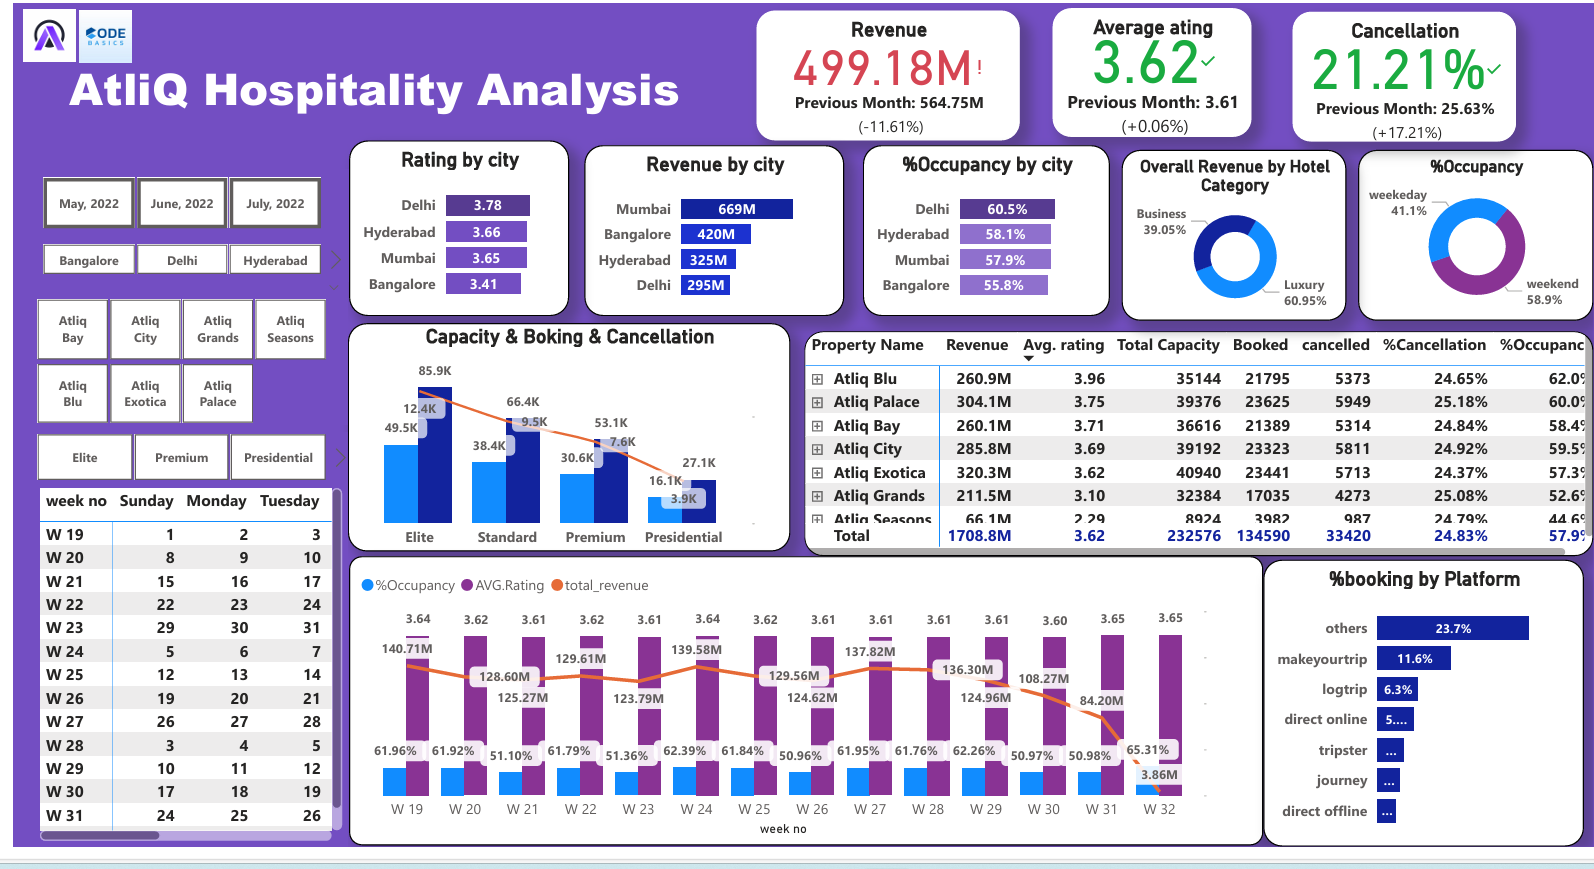 CODE
BASICS
AtliQ Hospitality Analysis
Revenue
499.18M!
Previous Month: 564.75M
(-11.61%)
Average ating
3.62
Previous Month: 3.61
(+0.06%)
Cancellation
21.21%
Previous Month: 25.63%
(+17.21%)
May, 2022 June, 2022 July, 2022
Bangalore Delhi Hyderabad
Atliq Bay
Atliq City
Atliq Grands
Atliq Seasons
Atliq Blu
Atliq Exotica
Atliq Palace
Elite Premium Presidential
Rating by city
Delhi 3.78
Hyderabad 3.66
Mumbai 3.65
Bangalore 3.41
Revenue by city
Mumbai 669M
Bangalore 420M
Hyderabad 325M
Delhi 295M
%Occupancy by city
Delhi 60.5%
Hyderabad 58.1%
Mumbai 57.9%
Bangalore 55.8%
Overall Revenue by Hotel
Category
Business
39.05%
Luxury
60.95%
%Occupancy
weekeday
41.1%
weekend
58.9%
week no Sunday Monday Tuesday
W 19 1 2 3
W 20 8 9 10
W 21 15 16 17
W 22 22 23 24
W 23 29 30 31
W 24 5 6 7
W 25 12 13 14
W 26 19 20 21
W 27 26 27 28
W 28 3 4 5
W 29 10 11 12
W 30 17 18 19
W 31 24 25 26
Capacity & Boking & Cancellation
85.9K
12.4K
49.5K
66.4K
9.5K
38.4K
53.1K
7.6K
30.6K
27.1K
16.1K
3.9K
Elite Standard Premium Presidential
Property Name Revenue Avg. rating Total Capacity Booked cancelled %Cancellation %Occupanc
Atliq Blu 260.9M 3.96 35144 21795 5373 24.65% 62.0%
Atliq Palace 304.1M 3.75 39376 23625 5949 25.18% 60.0%
Atliq Bay 260.1M 3.71 36616 21389 5314 24.84% 58.4%
Atliq City 285.8M 3.69 39192 23323 5811 24.92% 59.5%
Atliq Exotica 320.3M 3.62 40940 23441 5713 24.37% 57.3%
Atliq Grands 211.5M 3.10 32384 17035 4273 25.08% 52.6%
Atliq Seasons 66.1M 2.29 8924 3982 987 24.79% 44.6%
Total 1708.8M 3.62 232576 134590 33420 24.83% 57.9%
%Occupancy AVG.Rating total_revenue
3.64 3.62 3.61 3.62 3.61 3.64 3.62 3.61 3.61 3.61 3.61 3.60 3.65 3.65
140.71M 128.60M 125.27M 129.61M 123.79M 139.58M 129.56M 124.62M 137.82M 136.30M 124.96M 108.27M 84.20M 3.86M
61.96% 61.92% 51.10% 61.79% 51.36% 62.39% 61.84% 50.96% 61.95% 61.76% 62.26% 50.97% 50.98% 65.31%
W 19 W 20 W 21 W 22 W 23 W 24 W 25 W 26 W 27 W 28 W 29 W 30 W 31 W 32
week no
%booking by Platform
others 23.7%
makeyourtrip 11.6%
logtrip 6.3%
direct online 5....
tripster ...
journey ...
direct offline ...